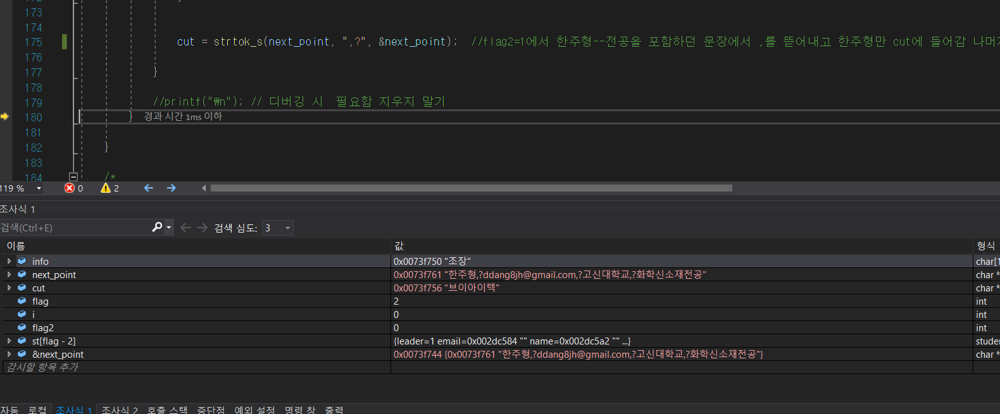 173
174
175 cut = strtok_s(next_point, ",?", &next_point); //flag2=1에서 한주형~~전공을 포함하던 문장에서 ,를 뜯어내고 한주형만 cut에 들어감
176
177 }
178
179 //printf("₩n"); // 디버깅 시 필요함 지우지 말기
180 } 경과 시간 1ms 이하
181
182 }
183
184 /*
119 % 0 2
조사식 1
검색(Ctrl+E) 검색 심도: 3
이름 값 형식
info 0x0073f750 "조장" char[1
next_point 0x0073f761 "한주형,?ddang8jh@gmail.com,?고신대학교,?화학신소재전공" char *
cut 0x0073f756 "브이아이텍" char *
flag 2 int
i 0 int
flag2 0 int
st[flag - 2] {leader=1 email=0x002dc584 "" name=0x002dc5a2 "" ...} stude
&next_point 0x0073f744 {0x0073f761 "한주형,?ddang8jh@gmail.com,?고신대학교,?화학신소재전공"} char *
감시할 항목 추가
자동 로컬 조사식 1 조사식 2 호출 스택 중단점 예외 설정 명령 창 출력